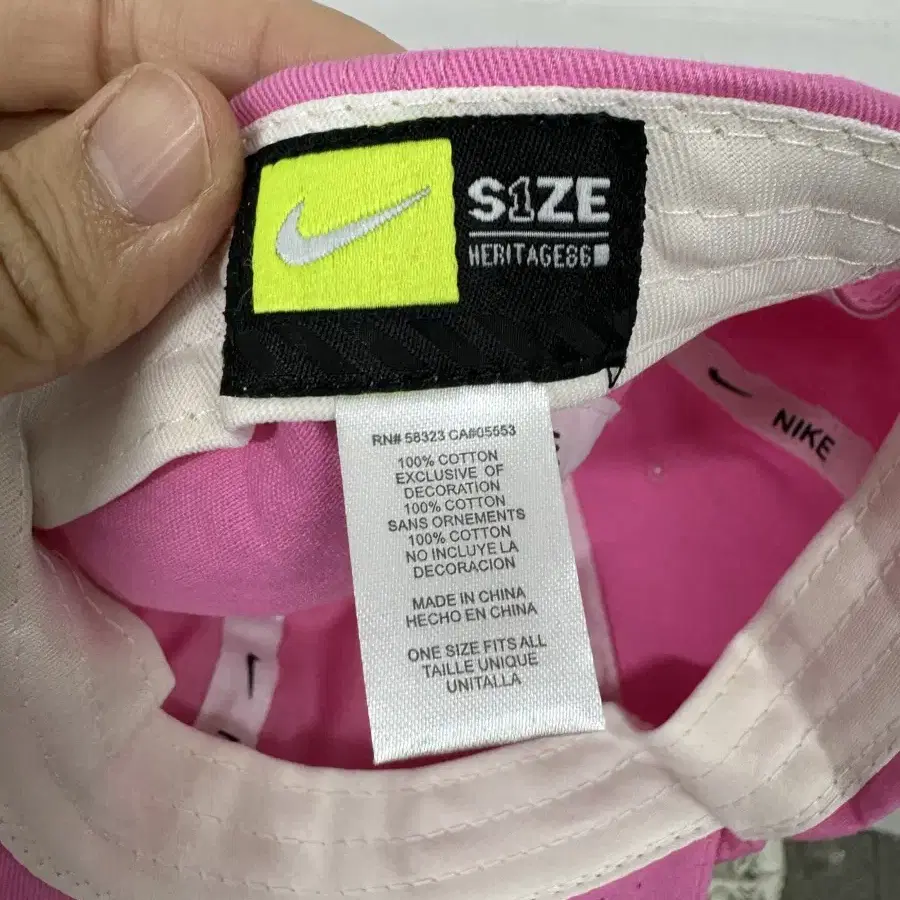 S1ZE
HERITAGE86
RN# 58323 CA#05553
100% COTTON
EXCLUSIVE OF
DECORATION
100% COTTON
SANS ORNEMENTS
100% COTTON
NO INCLUYE LA
DECORACION
MADE IN CHINA
HECHO EN CHINA
ONE SIZE FITS ALL
TAILLE UNIQUE
UNITALLA
NIKE